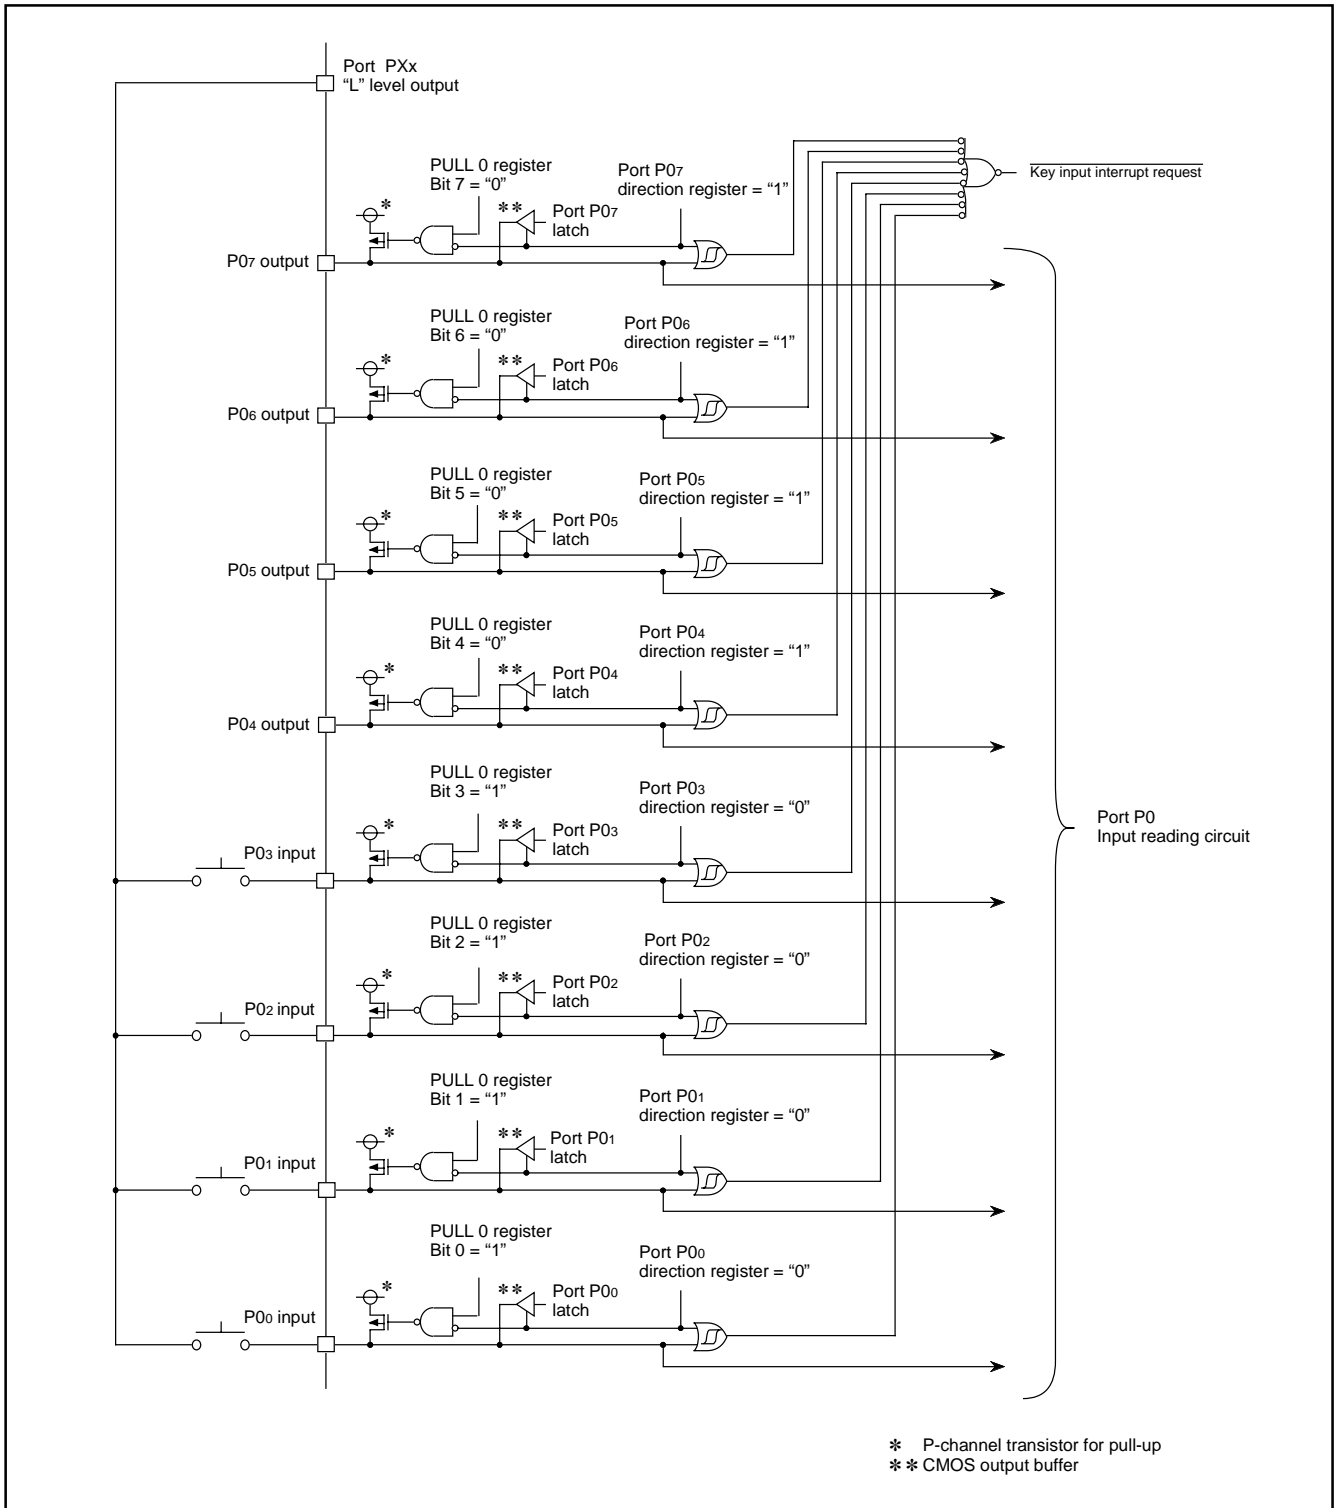 Port PXx
“L” level output
Key input interrupt request
PULL 0 register
Bit 7 = “0”
Port P07
direction register = “1”
*
**
Port P07
latch
P07 output
PULL 0 register
Bit 6 = “0”
Port P06
direction register = “1”
*
**
Port P06
latch
P06 output
PULL 0 register
Bit 5 = “0”
Port P05
direction register = “1”
*
**
Port P05
latch
P05 output
PULL 0 register
Bit 4 = “0”
Port P04
direction register = “1”
*
**
Port P04
latch
P04 output
PULL 0 register
Bit 3 = “1”
Port P03
direction register = “0”
*
**
Port P03
latch
P03 input
Port P0
Input reading circuit
PULL 0 register
Bit 2 = “1”
Port P02
direction register = “0”
*
**
Port P02
latch
P02 input
PULL 0 register
Bit 1 = “1”
Port P01
direction register = “0”
*
**
Port P01
latch
P01 input
PULL 0 register
Bit 0 = “1”
Port P00
direction register = “0”
*
**
Port P00
latch
P00 input
* P-channel transistor for pull-up
** CMOS output buffer